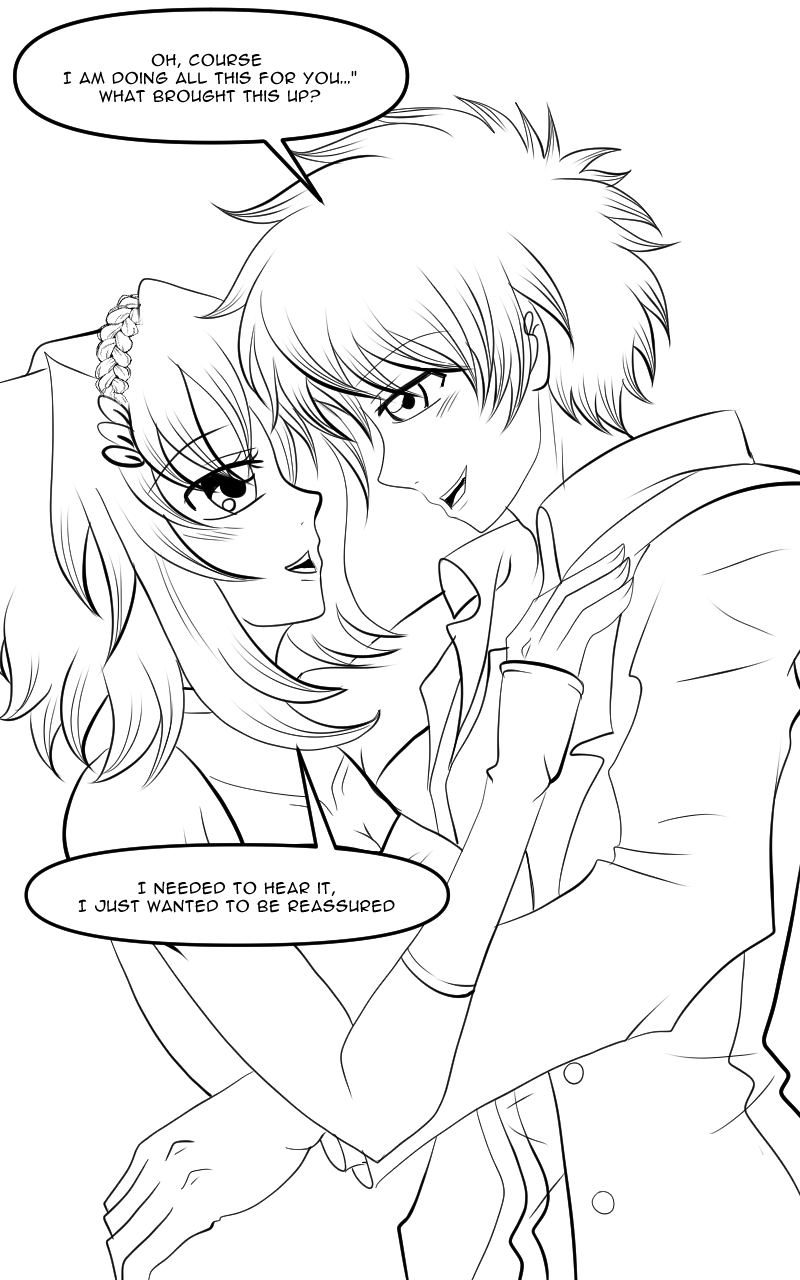 OH, COURSE
I AM DOING ALL THIS FOR YOU..."
WHAT BROUGHT THIS UP?
I NEEDED TO HEAR IT,
I JUST WANTED TO BE REASSURED